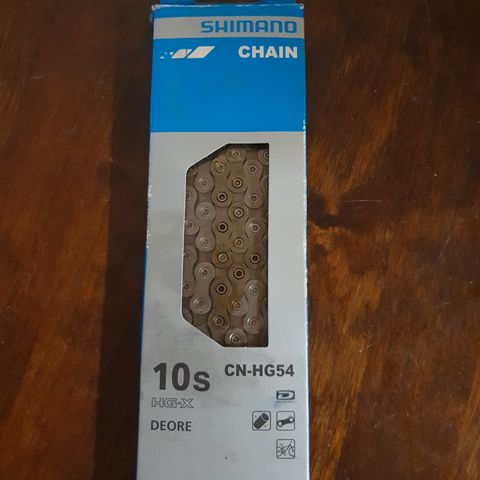 SHIMANO
CHAIN
10s
CN-HG54
HG-X
DEORE